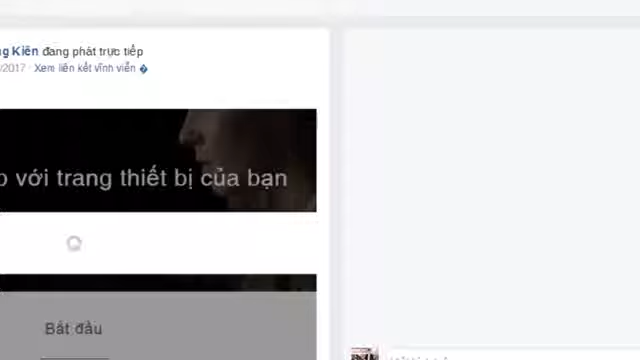 ng Kiên đang phát trực tiếp
/2017 · Xem liên kết vĩnh viễn �
với trang thiết bị của bạn
Bắt đầu